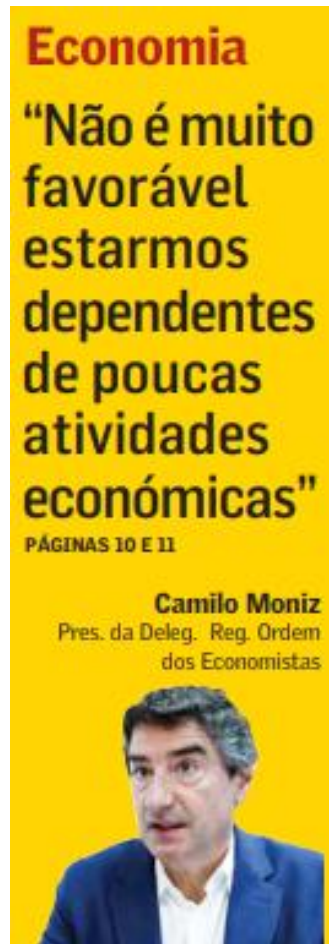 Economia
“Não é muito
favorável
estarmos
dependentes
de poucas
atividades
económicas”
PÁGINAS 10 E 11
Camilo Moniz
Pres. da Deleg. Reg. Ordem
dos Economistas